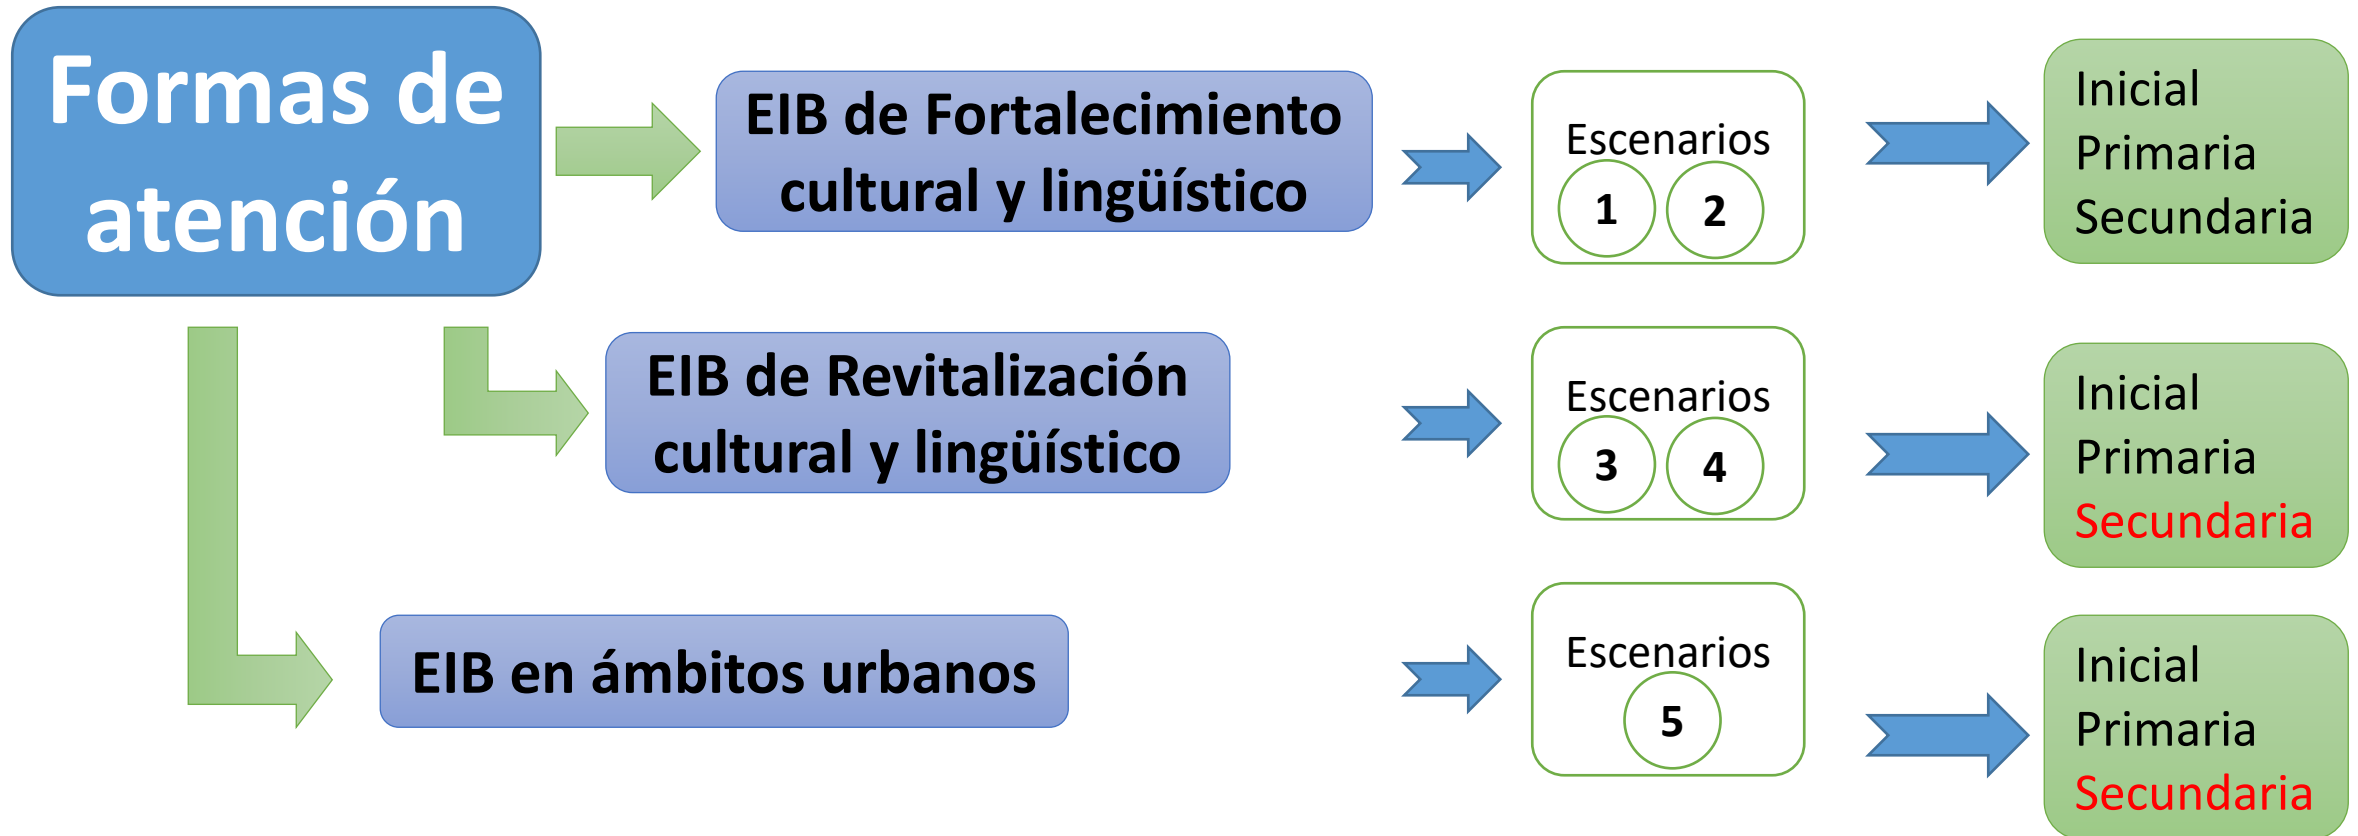 Formas de
atención
EIB de Fortalecimiento
cultural y lingüístico
Escenarios
1 2
Inicial
Primaria
Secundaria
EIB de Revitalización
cultural y lingüístico
Escenarios
3 4
Inicial
Primaria
Secundaria
EIB en ámbitos urbanos
Escenarios
5
Inicial
Primaria
Secundaria